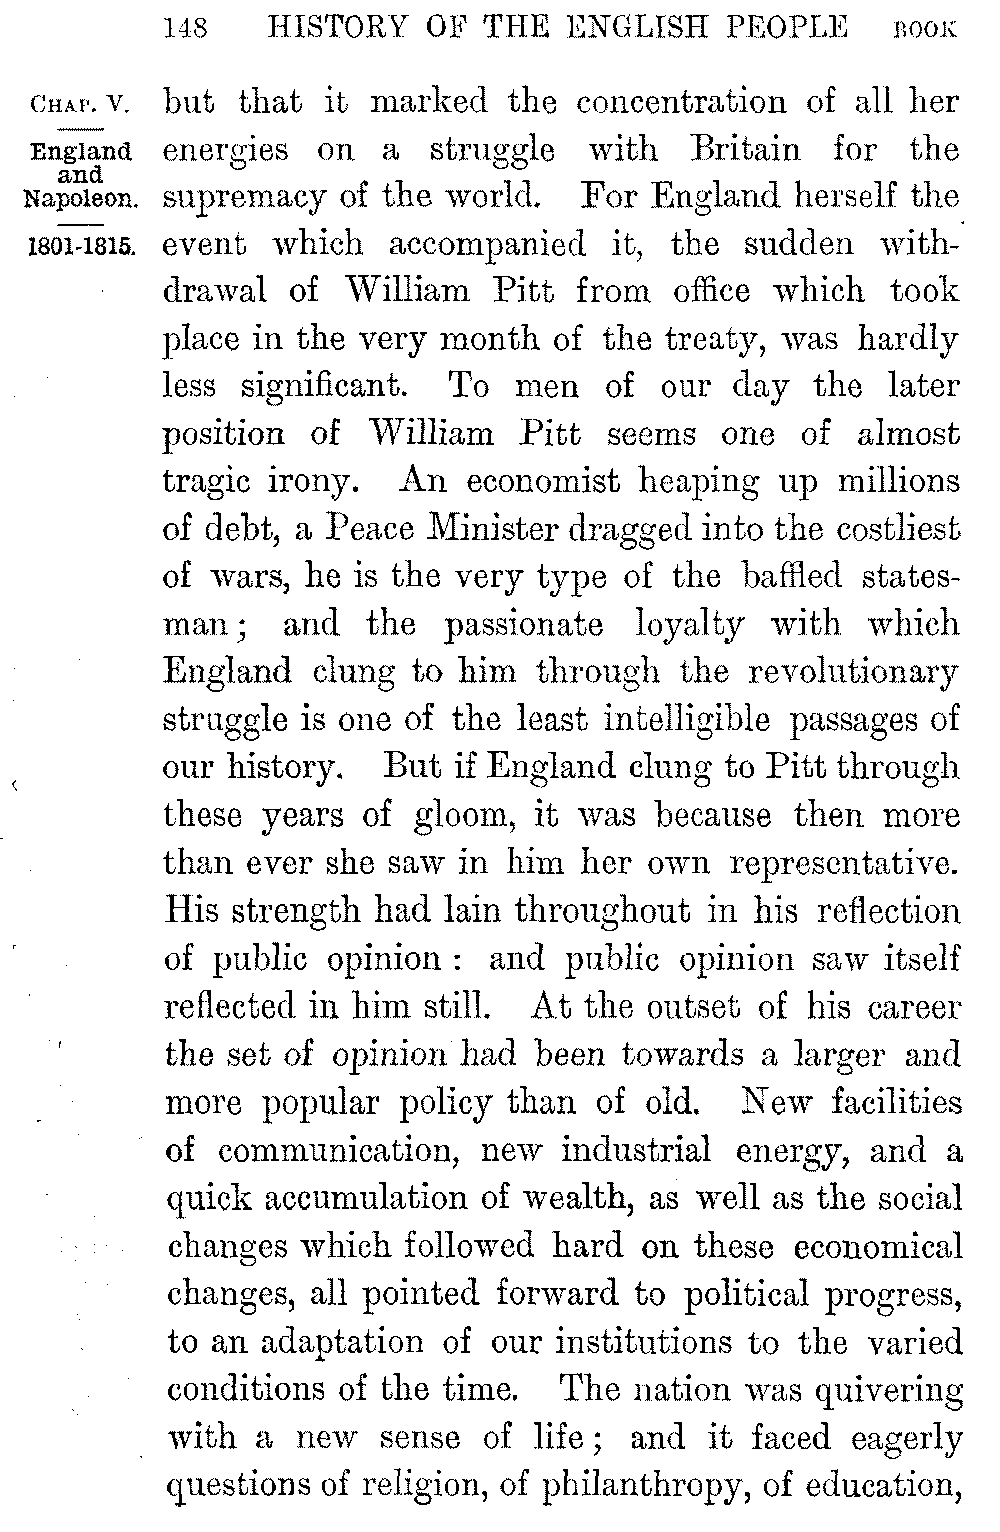 148 HISTORY OF THE ENGLISH PEOPLE BOOK
CHAP. V.
England
and
Napoleon.
1801-1815.
but that it marked the concentration of all her
energies on a struggle with Britain for the
supremacy of the world. For England herself the
event which accompanied it, the sudden with-
drawal of William Pitt from office which took
place in the very month of the treaty, was hardly
less significant. To men of our day the later
position of William Pitt seems one of almost
tragic irony. An economist heaping up millions
of debt, a Peace Minister dragged into the costliest
of wars, he is the very type of the baffled states-
man; and the passionate loyalty with which
England clung to him through the revolutionary
struggle is one of the least intelligible passages of
our history. But if England clung to Pitt through
these years of gloom, it was because then more
than ever she saw in him her own representative.
His strength had lain throughout in his reflection
of public opinion: and public opinion saw itself
reflected in him still. At the outset of his career
the set of opinion had been towards a larger and
more popular policy than of old. New facilities
of communication, new industrial energy, and a
quick accumulation of wealth, as well as the social
changes which followed hard on these economical
changes, all pointed forward to political progress,
to an adaptation of our institutions to the varied
conditions of the time. The nation was quivering
with a new sense of life; and it faced eagerly
questions of religion, of philanthropy, of education,